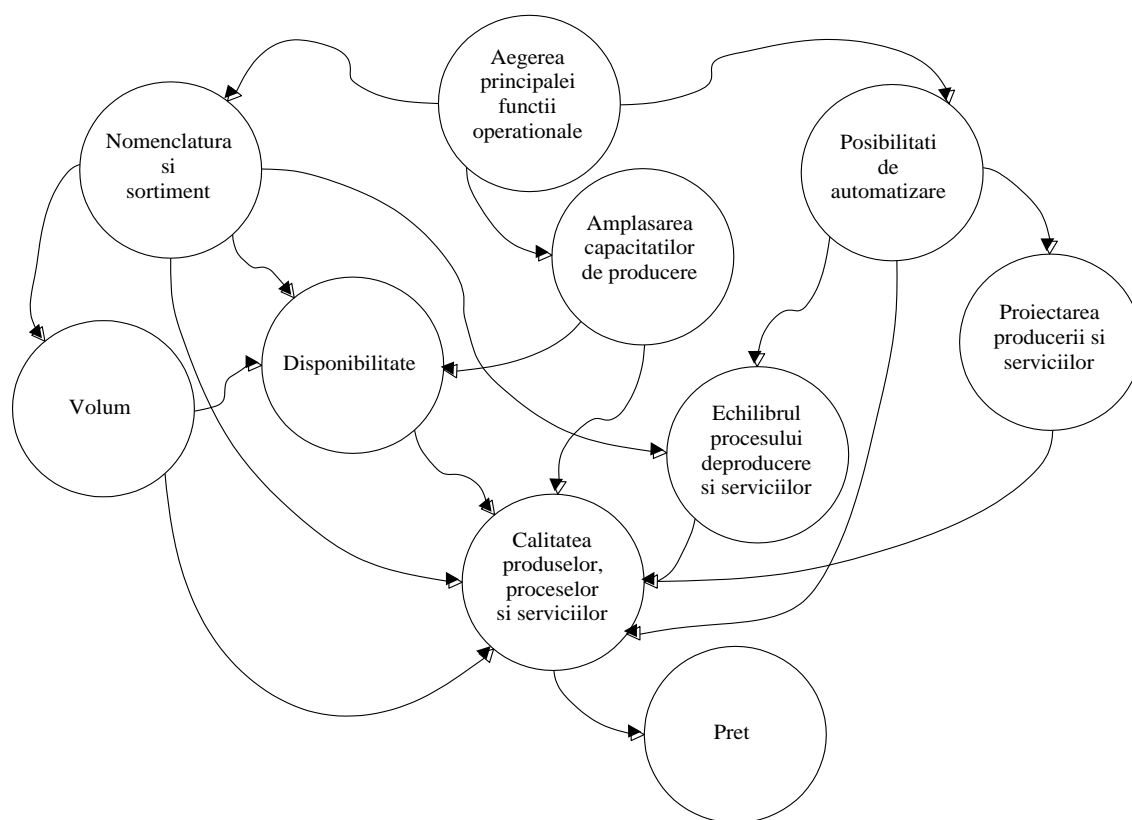 Aegerea
principalei
functii
operationale
Nomenclatura
si
sortiment
Posibilitati
de
automatizare
Amplasarea
capacitatilor
de producere
Proiectarea
producerii si
serviciilor
Disponibilitate
Volum
Echilibrul
procesului
deproducere
si serviciilor
Calitatea
produselor,
proceselor
si serviciilor
Pret